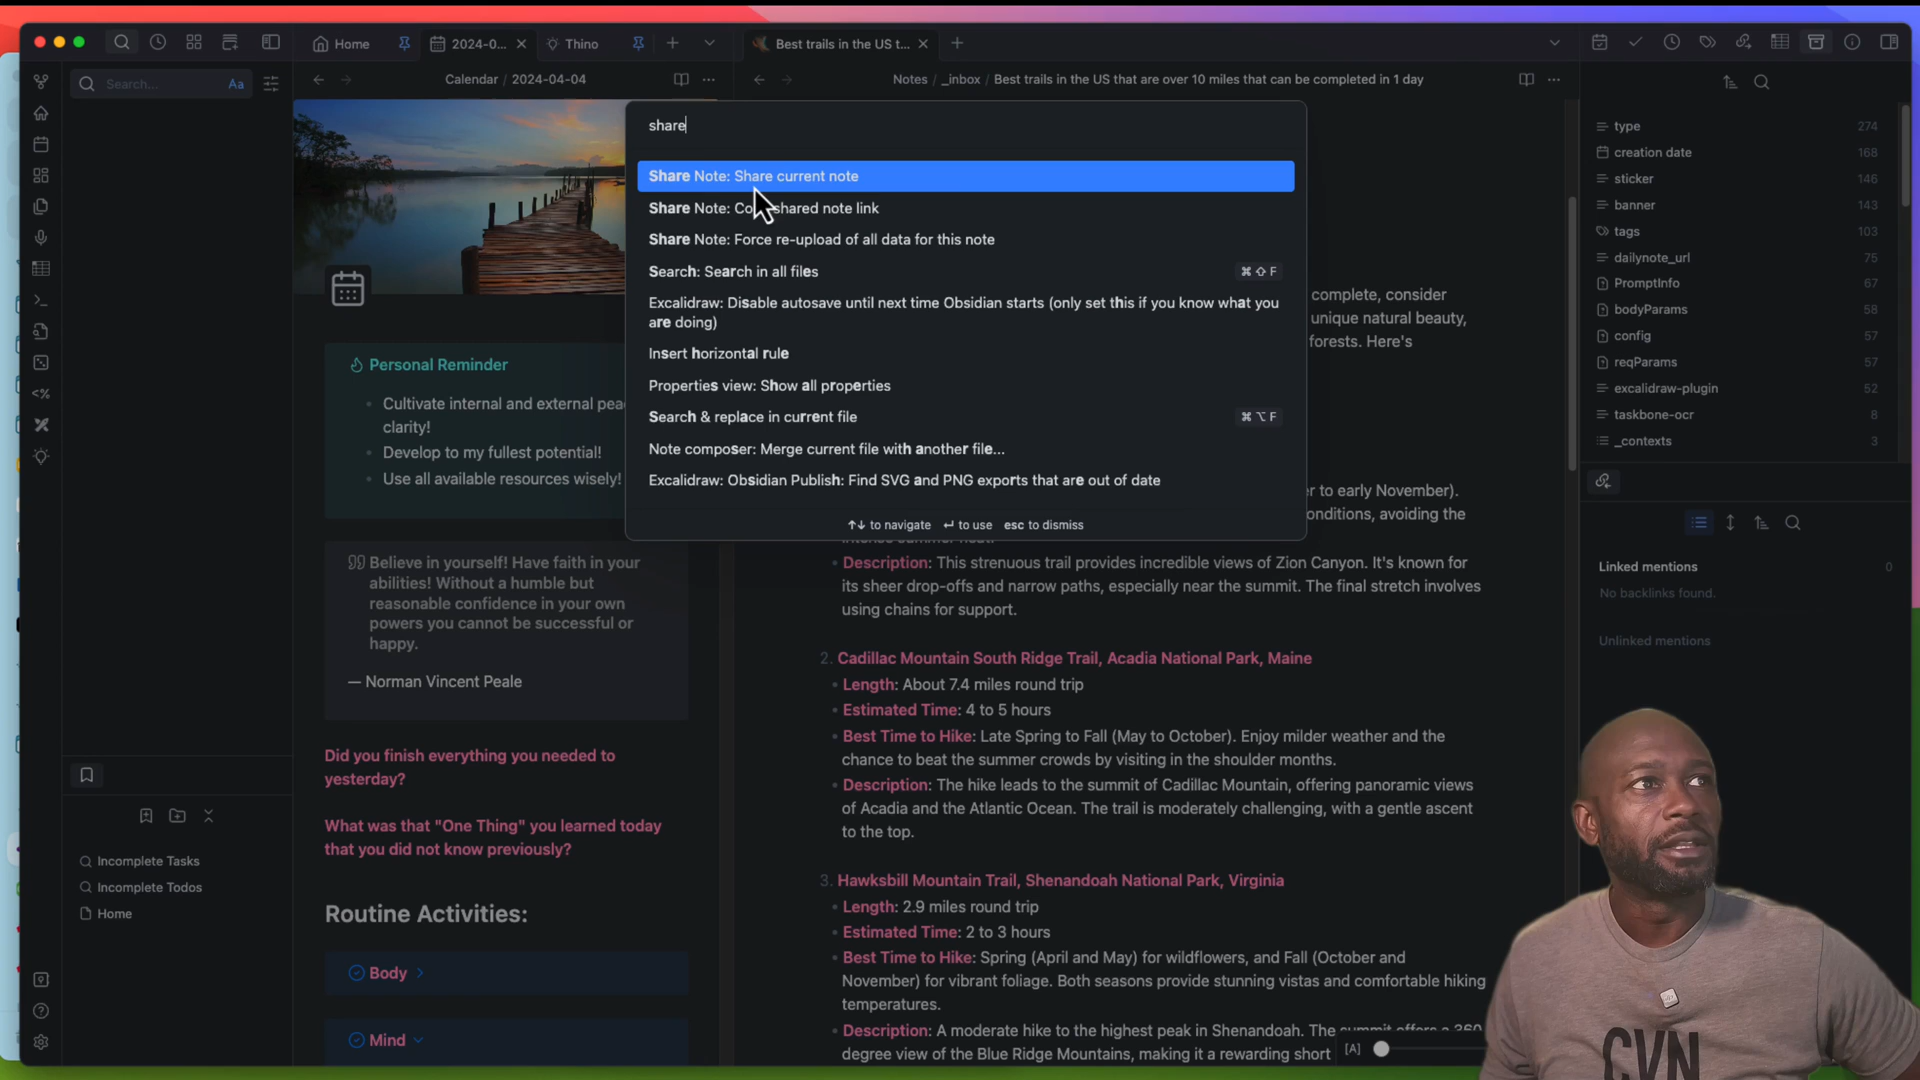 Home
2024-0...
Thino
Best trails in the US t...
Search...
Aa
Calendar / 2024-04-04
Notes / _inbox / Best trails in the US that are over 10 miles that can be completed in 1 day
share
Share Note: Share current note
Share Note: Co shared note link
Share Note: Force re-upload of all data for this note
Search: Search in all files ⌘ ⇧ F
Excalidraw: Disable autosave until next time Obsidian starts (only set this if you know what you
are doing)
Insert horizontal rule
Properties view: Show all properties
Search & replace in current file ⌘ ⌥ F
Note composer: Merge current file with another file...
Excalidraw: Obsidian Publish: Find SVG and PNG exports that are out of date
↑↓ to navigate ↵ to use esc to dismiss
Personal Reminder
Cultivate internal and external pea
clarity!
Develop to my fullest potential!
Use all available resources wisely!
Believe in yourself! Have faith in your
abilities! Without a humble but
reasonable confidence in your own
powers you cannot be successful or
happy.
— Norman Vincent Peale
Did you finish everything you needed to
yesterday?
What was that "One Thing" you learned today
that you did not know previously?
Routine Activities:
Body
Mind
Incomplete Tasks
Incomplete Todos
Home
complete, consider
unique natural beauty,
forests. Here's
r to early November).
onditions, avoiding the
Description: This strenuous trail provides incredible views of Zion Canyon. It's known for
its sheer drop-offs and narrow paths, especially near the summit. The final stretch involves
using chains for support.
2. Cadillac Mountain South Ridge Trail, Acadia National Park, Maine
Length: About 7.4 miles round trip
Estimated Time: 4 to 5 hours
Best Time to Hike: Late Spring to Fall (May to October). Enjoy milder weather and the
chance to beat the summer crowds by visiting in the shoulder months.
Description: The hike leads to the summit of Cadillac Mountain, offering panoramic views
of Acadia and the Atlantic Ocean. The trail is moderately challenging, with a gentle ascent
to the top.
3. Hawksbill Mountain Trail, Shenandoah National Park, Virginia
Length: 2.9 miles round trip
Estimated Time: 2 to 3 hours
Best Time to Hike: Spring (April and May) for wildflowers, and Fall (October and
November) for vibrant foliage. Both seasons provide stunning vistas and comfortable hiking
temperatures.
Description: A moderate hike to the highest peak in Shenandoah. The summit offers a 360
degree view of the Blue Ridge Mountains, making it a rewarding short
[A]
type 274
creation date 168
sticker 146
banner 123
tags 103
dailynote_url 75
PromptInfo 67
bodyParams 58
config 57
reqParams 57
excalidraw-plugin 52
taskbone-ocr 8
_contexts 3
Linked mentions 0
No backlinks found.
Unlinked mentions
CVN